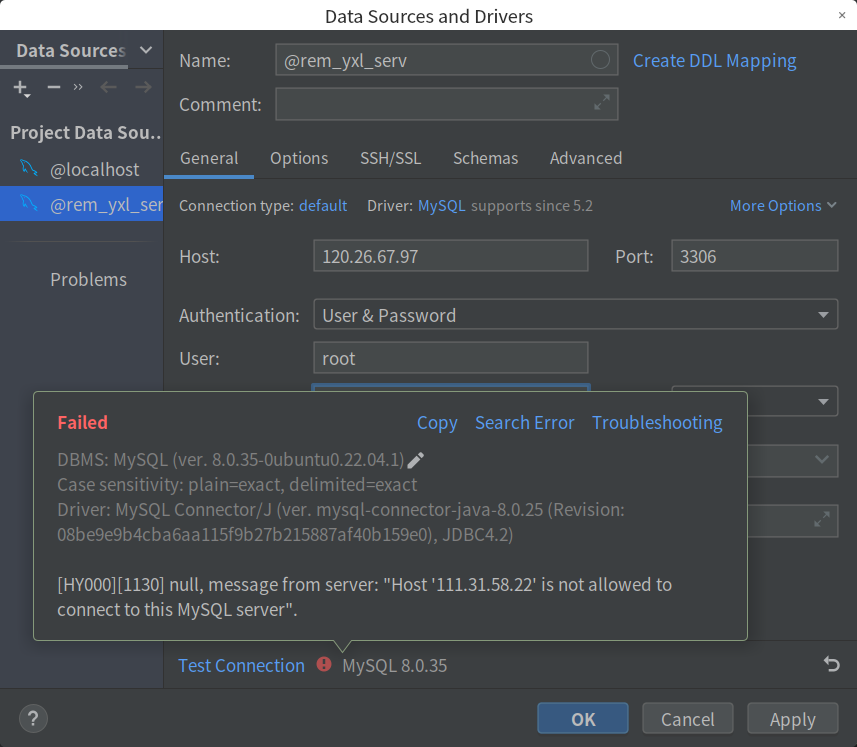 Data Sources and Drivers
Data Sources
Project Data Sou..
@localhost
@rem_yxl_ser
Problems
Name: @rem_yxl_serv Create DDL Mapping
Comment:
General Options SSH/SSL Schemas Advanced
Connection type: default Driver: MySQL supports since 5.2 More Options
Host: 120.26.67.97 Port: 3306
Authentication: User & Password
User: root
Failed Copy Search Error Troubleshooting
DBMS: MySQL (ver. 8.0.35-0ubuntu0.22.04.1)
Case sensitivity: plain=exact, delimited=exact
Driver: MySQL Connector/J (ver. mysql-connector-java-8.0.25 (Revision:
08be9e9b4cba6aa115f9b27b215887af40b159e0), JDBC4.2)
[HY000][1130] null, message from server: "Host '111.31.58.22' is not allowed to
connect to this MySQL server".
Test Connection MySQL 8.0.35
? OK Cancel Apply